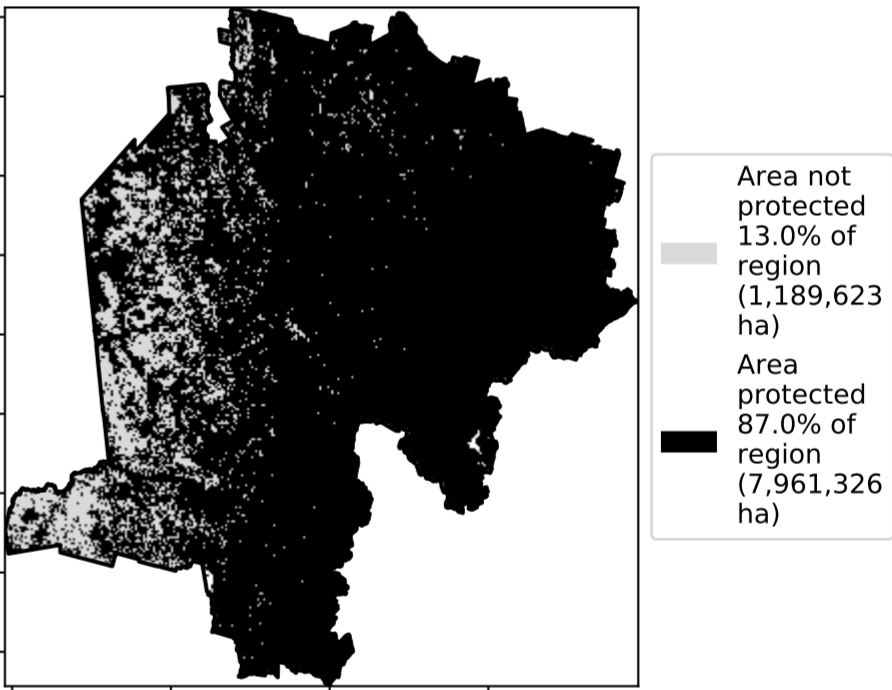 Area not
protected
13.0% of
region
(1,189,623
ha)
Area
protected
87.0% of
region
(7,961,326
ha)